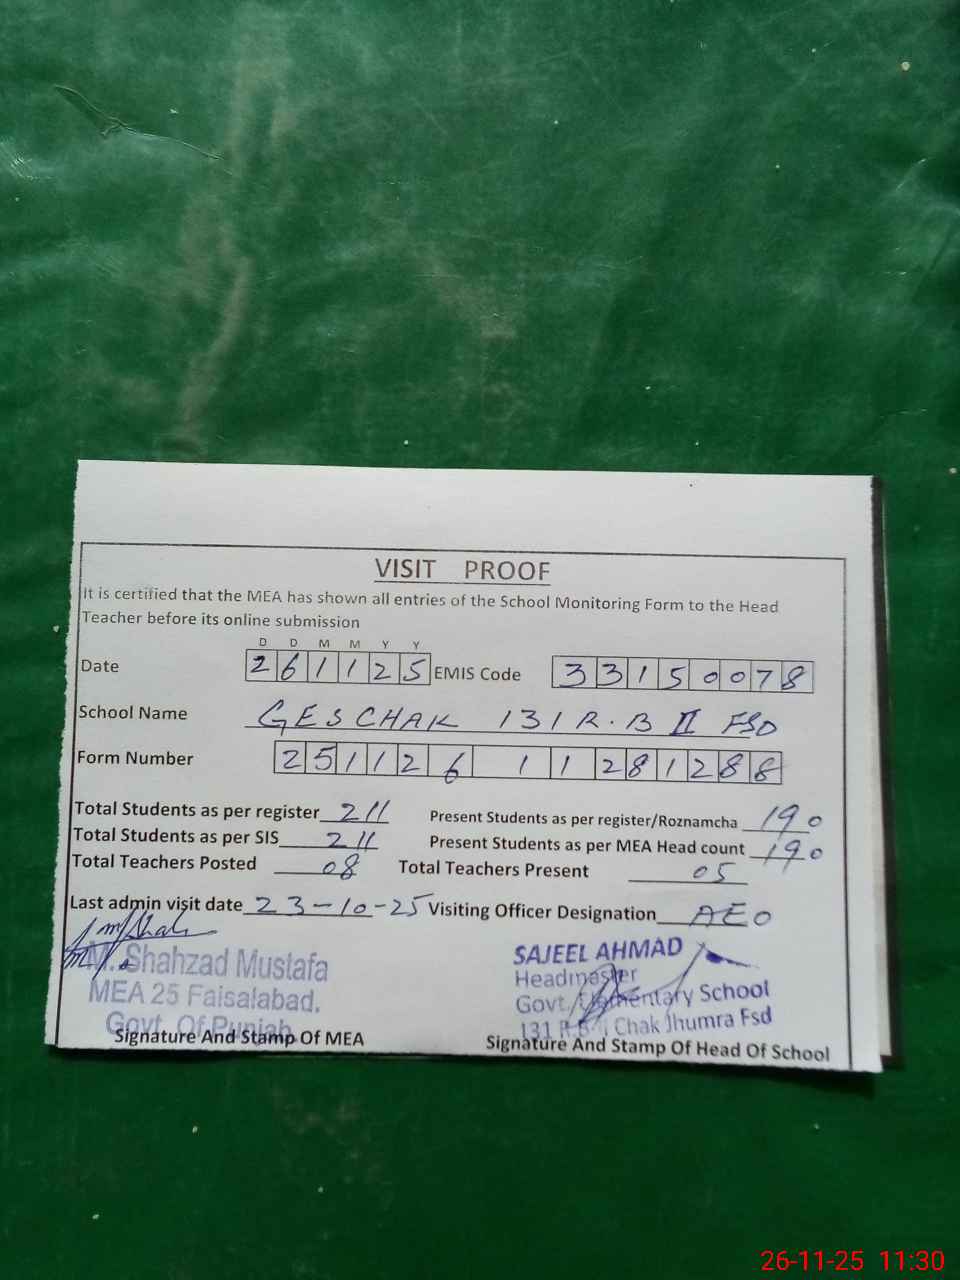 VISIT PROOF
It is certified that the MEA has shown all entries of the School Monitoring Form to the Head
Teacher before its online submission
D D M M Y Y
Date 2 6 1 1 2 5 EMIS Code 3 3 1 5 0 0 7 8
School Name GES CHAK 131 R.B II FSD
Form Number 2 5 1 1 2 6 1 1 2 8 1 2 8 8
Total Students as per register 211 Present Students as per register/Roznamcha 190
Total Students as per SIS 211 Present Students as per MEA Head count 190
Total Teachers Posted 08 Total Teachers Present 05
Last admin visit date 23-10-25 Visiting Officer Designation AEO
M. Shahzad Mustafa
MEA 25 Faisalabad.
Govt. Of Punjab
Signature And Stamp Of MEA
SAJEEL AHMAD
Headmaster
Govt. Elementary School
131 Chak Jhumra Fsd
Signature And Stamp Of Head Of School
26-11-25 11:30